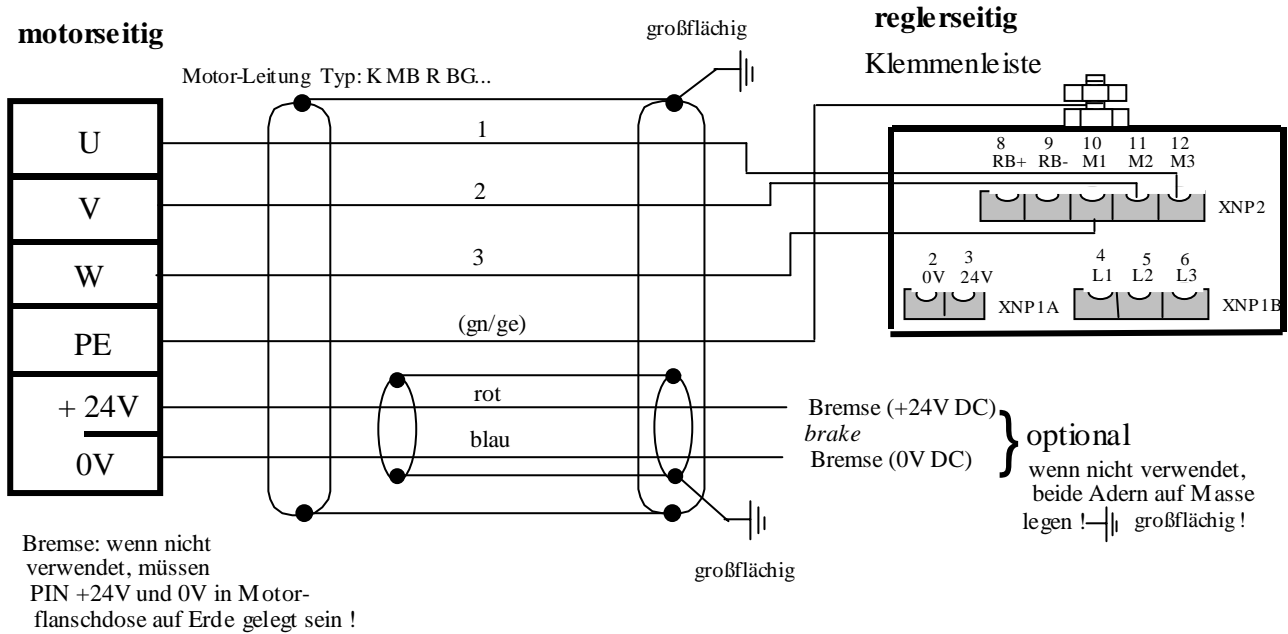 motorseitig
Motor-Leitung Typ: KMBRBG...
großflächig
reglerseitig
Klemmenleiste
U
V
W
PE
+ 24V
0V
1
2
3
(gn/ge)
rot
blau
8 9 10 11 12
RB+ RB- M1 M2 M3
XNP2
2 3
0V 24V
XNP1A
4 5 6
L1 L2 L3
XNP1B
Bremse (+24V DC)
brake
Bremse (0V DC)
optional
wenn nicht verwendet,
beide Adern auf Masse
legen ! großflächig !
großflächig
Bremse: wenn nicht
verwendet, müssen
PIN +24V und 0V in Motor-
flanschdose auf Erde gelegt sein !